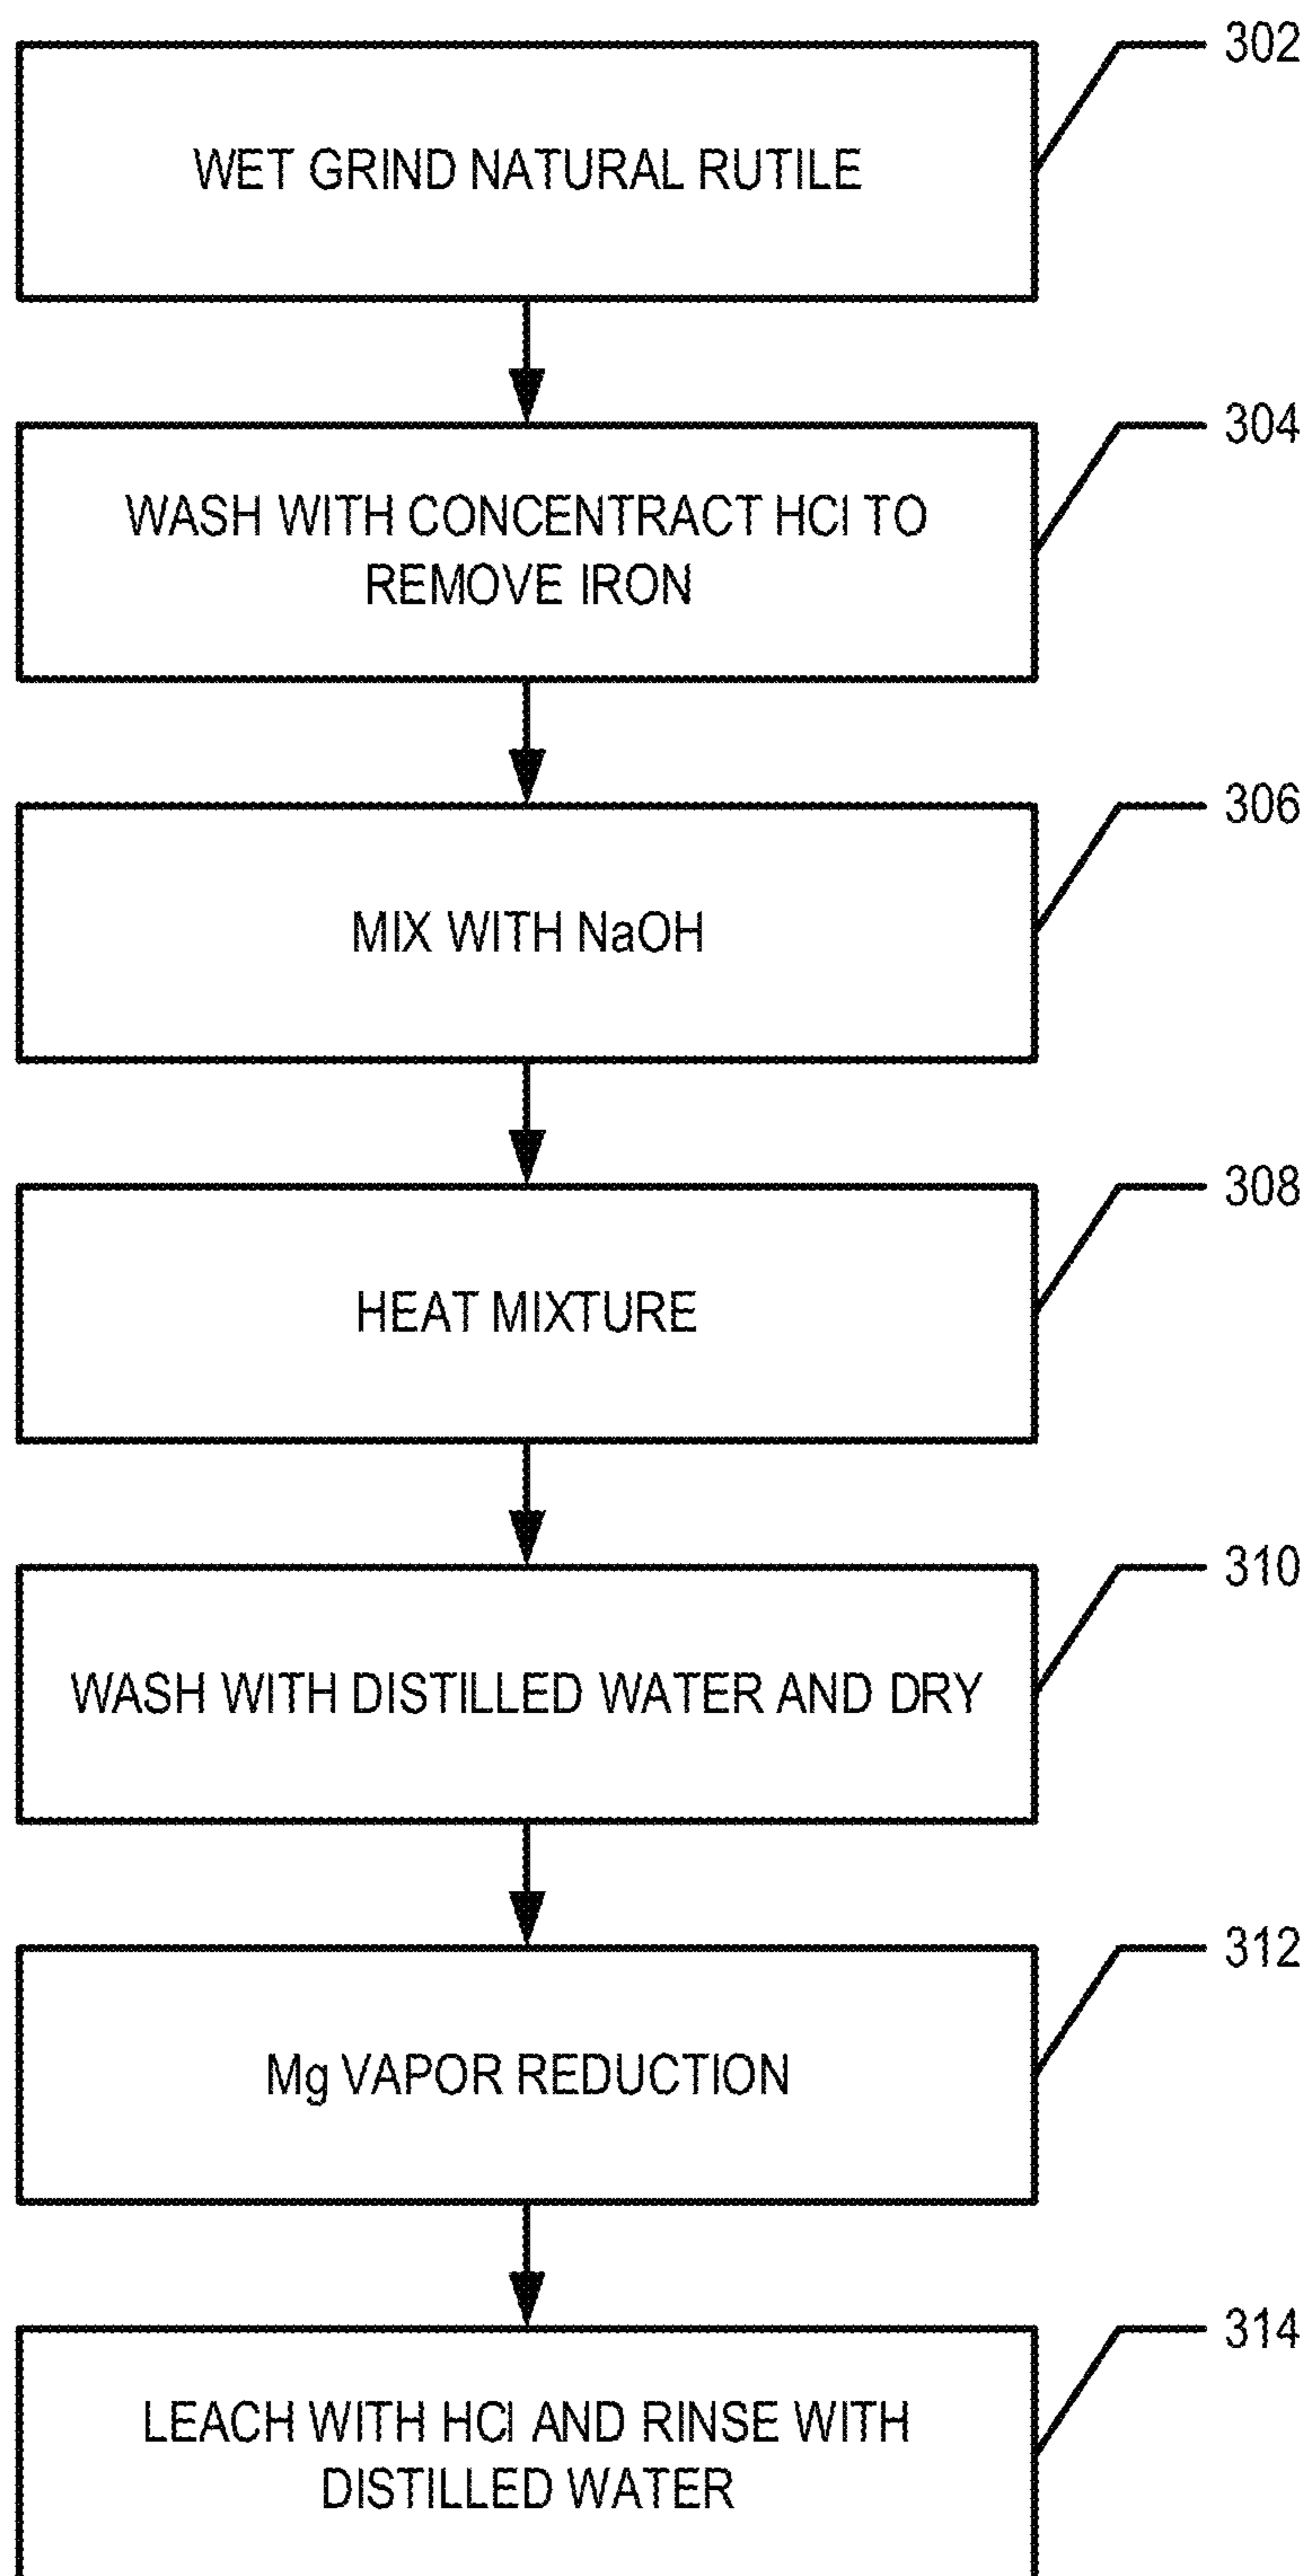 302
WET GRIND NATURAL RUTILE
304
WASH WITH CONCENTRACT HCl TO
REMOVE IRON
306
MIX WITH NaOH
308
HEAT MIXTURE
310
WASH WITH DISTILLED WATER AND DRY
312
Mg VAPOR REDUCTION
314
LEACH WITH HCl AND RINSE WITH
DISTILLED WATER